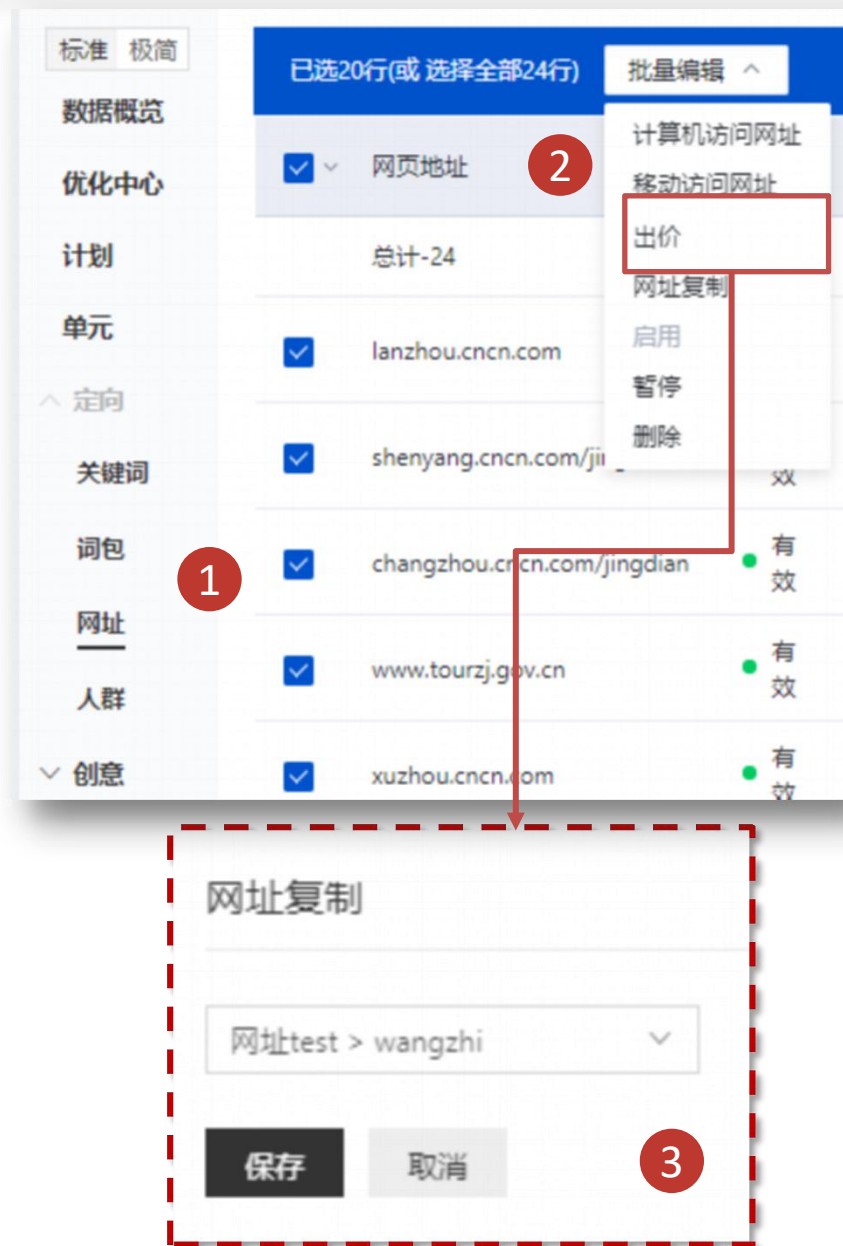 标准 极简
数据概览
优化中心
计划
单元
定向
关键词
词包
网址
人群
创意
1
已选20行(或 选择全部24行)
批量编辑
网页地址
2
计算机访问网址
移动访问网址
出价
网址复制
启用
暂停
删除
总计-24
lanzhou.cncn.com
shenyang.cncn.com/jin
效
changzhou.cncn.com/jingdian
有
效
www.tourzj.gov.cn
有
效
xuzhou.cncn.com
有
效
网址复制
网址test > wangzhi
保存
取消
3